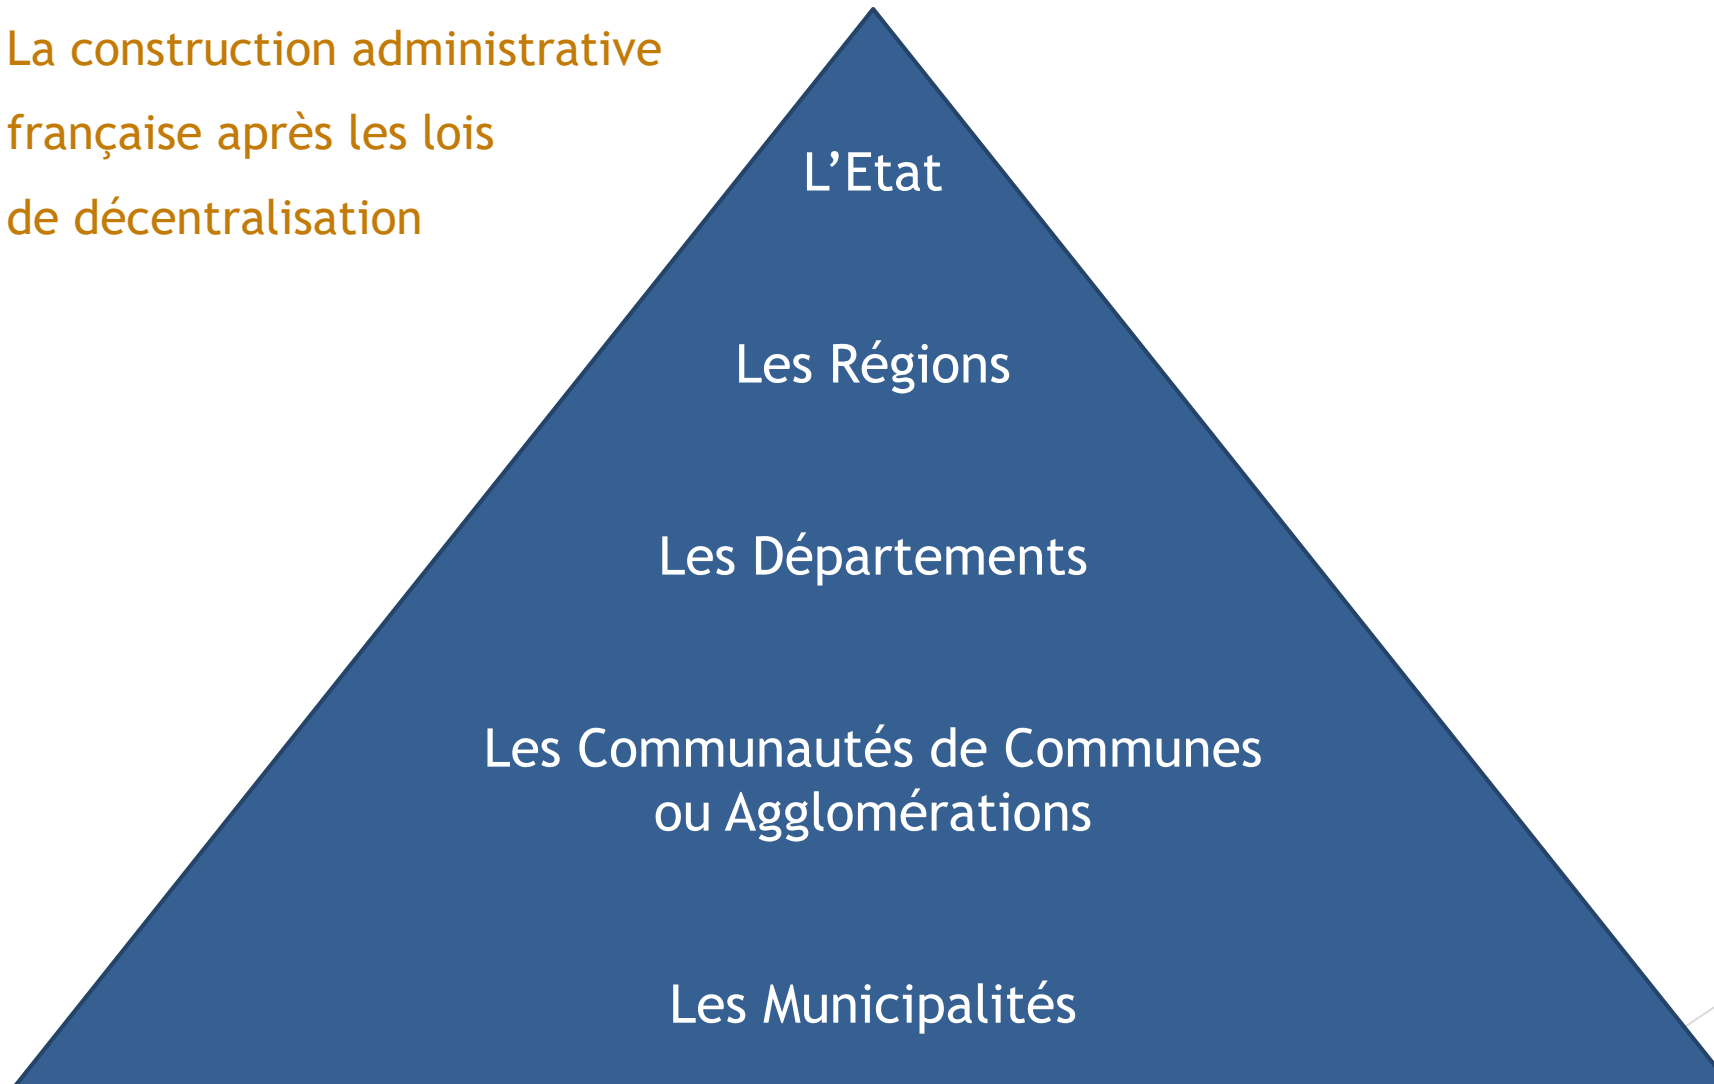 La construction administrative
française après les lois
de décentralisation
L’Etat
Les Régions
Les Départements
Les Communautés de Communes
ou Agglomérations
Les Municipalités